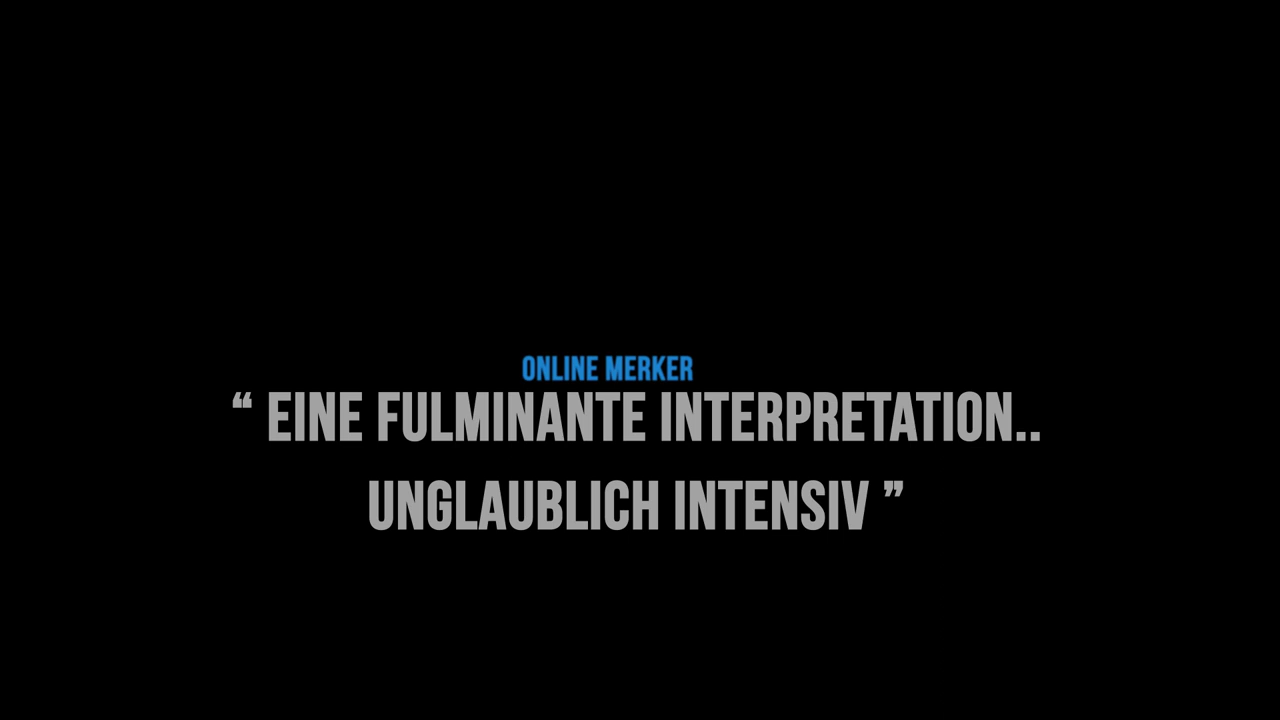 ONLINE MERKER
“ EINE FULMINANTE INTERPRETATION..
UNGLAUBLICH INTENSIV ”